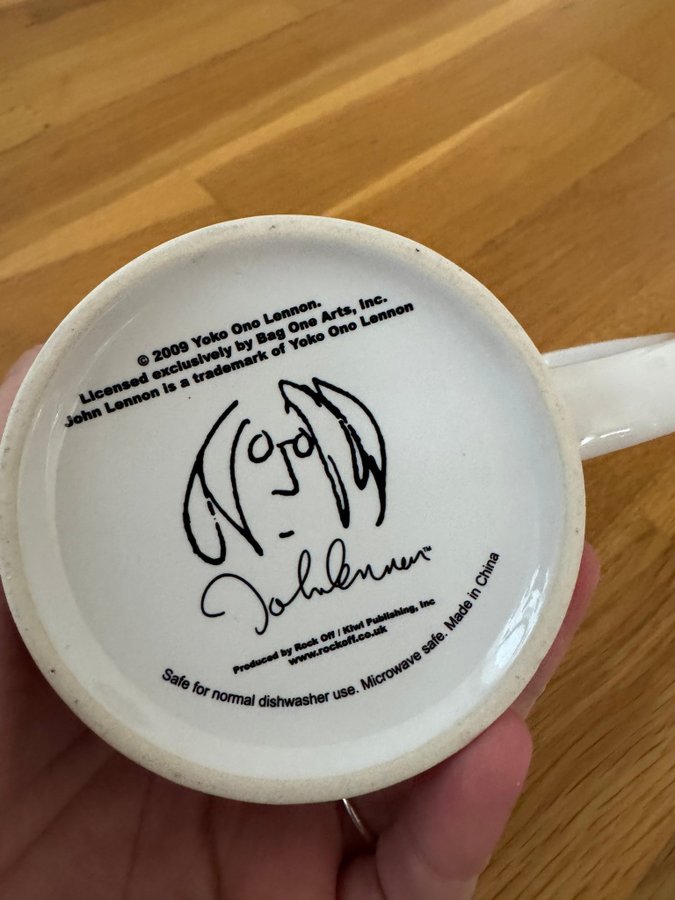 © 2009 Yoko Ono Lennon.
Licensed exclusively by Bag One Arts, Inc.
John Lennon is a trademark of Yoko Ono Lennon
John Lennon™
Produced by Rock Off / Kiwi Publishing, Inc
www.rockoff.co.uk
Safe for normal dishwasher use. Microwave safe. Made in China